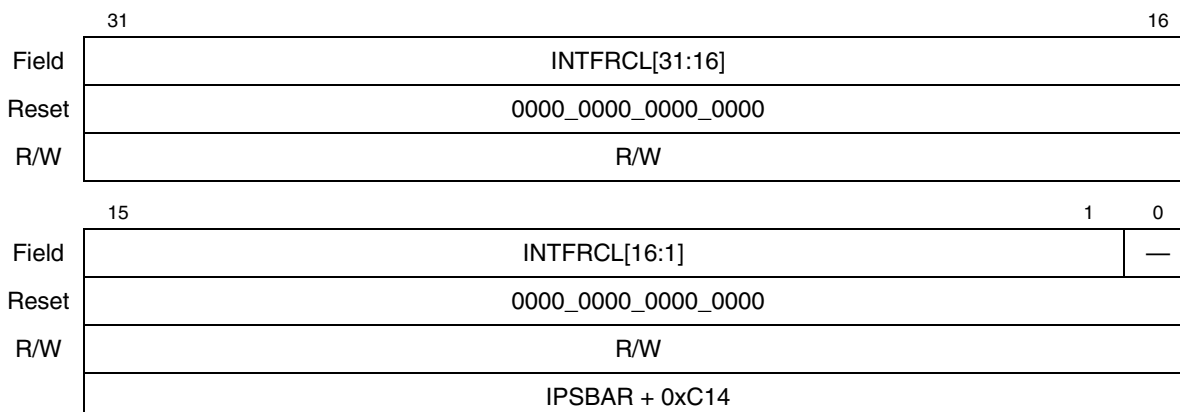 31 16
Field INTFRCL[31:16]
Reset 0000_0000_0000_0000
R/W R/W
15 1 0
Field INTFRCL[16:1] —
Reset 0000_0000_0000_0000
R/W R/W
IPSBAR + 0xC14